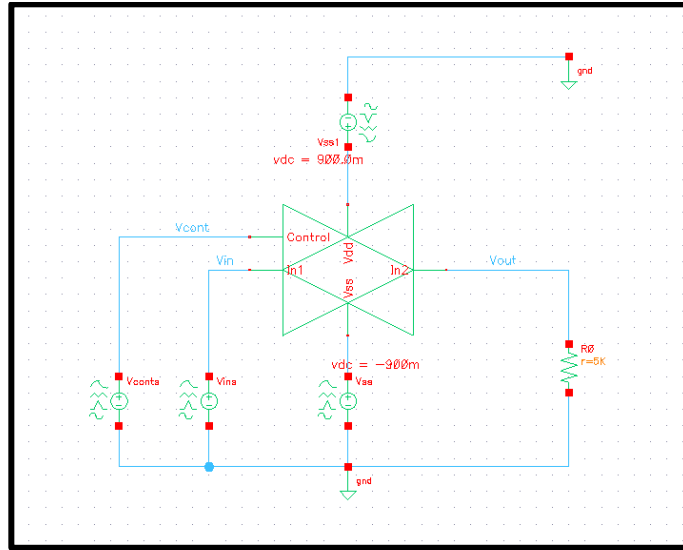 gnd
Vss1
vdc = 900.0m
Vcont
Control
Vdd
Vin
In1
In2
Vout
Vss
vdc = -900m
R0
r=5K
Vconts
Vins
Vss
gnd